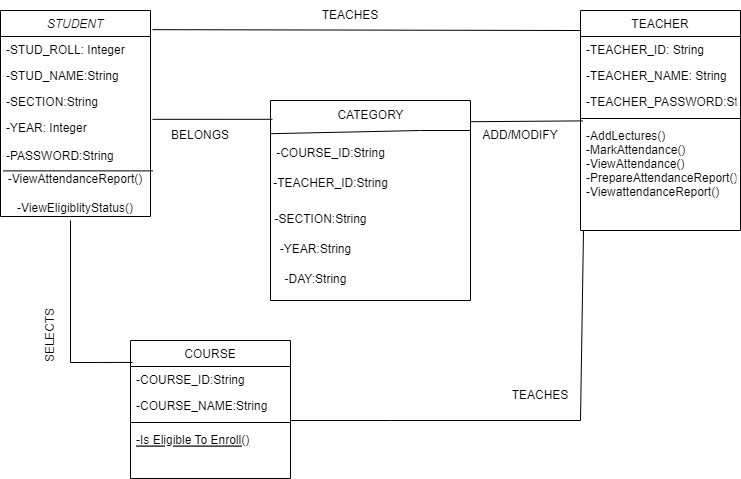 TEACHES
STUDENT
-STUD_ROLL: Integer
-STUD_NAME:String
-SECTION:String
-YEAR: Integer
-PASSWORD:String
-ViewAttendanceReport()
-ViewEligiblityStatus()
BELONGS
CATEGORY
-COURSE_ID:String
-TEACHER_ID:String
-SECTION:String
-YEAR:String
-DAY:String
ADD/MODIFY
TEACHER
-TEACHER_ID: String
-TEACHER_NAME: String
-TEACHER_PASSWORD:St
-AddLectures()
-MarkAttendance()
-ViewAttendance()
-PrepareAttendanceReport()
-ViewattendanceReport()
SELECTS
COURSE
-COURSE_ID:String
-COURSE_NAME:String
-Is Eligible To Enroll()
TEACHES